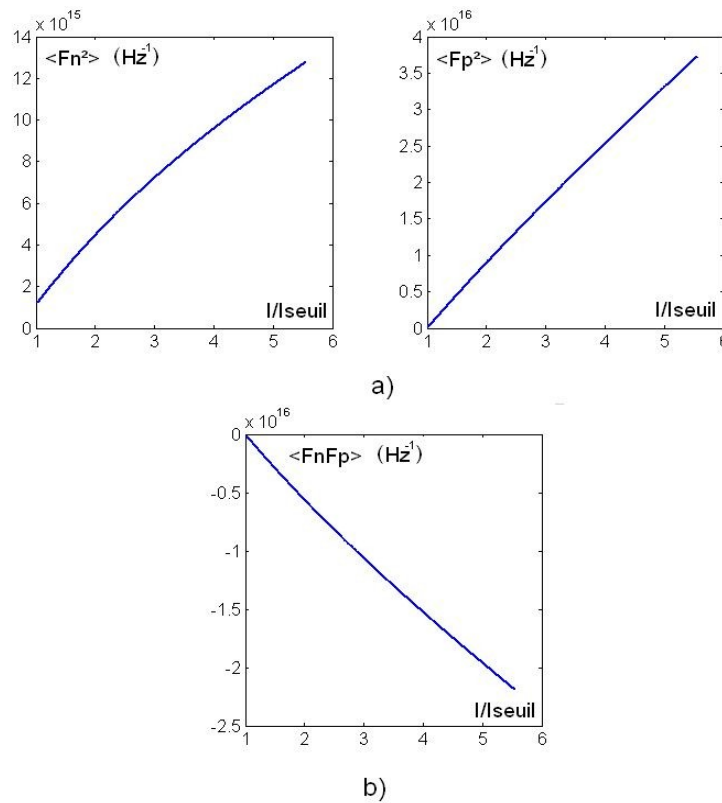 x 10^15
<Fn²> (Hz^-1)
14
12
10
8
6
4
2
0
1 2 3 4 5 6
I/Iseuil
x 10^16
<Fp²> (Hz^-1)
4
3.5
3
2.5
2
1.5
1
0.5
0
1 2 3 4 5 6
I/Iseuil
a)
x 10^16
<FnFp> (Hz^-1)
0
-0.5
-1
-1.5
-2
-2.5
1 2 3 4 5 6
I/Iseuil
b)